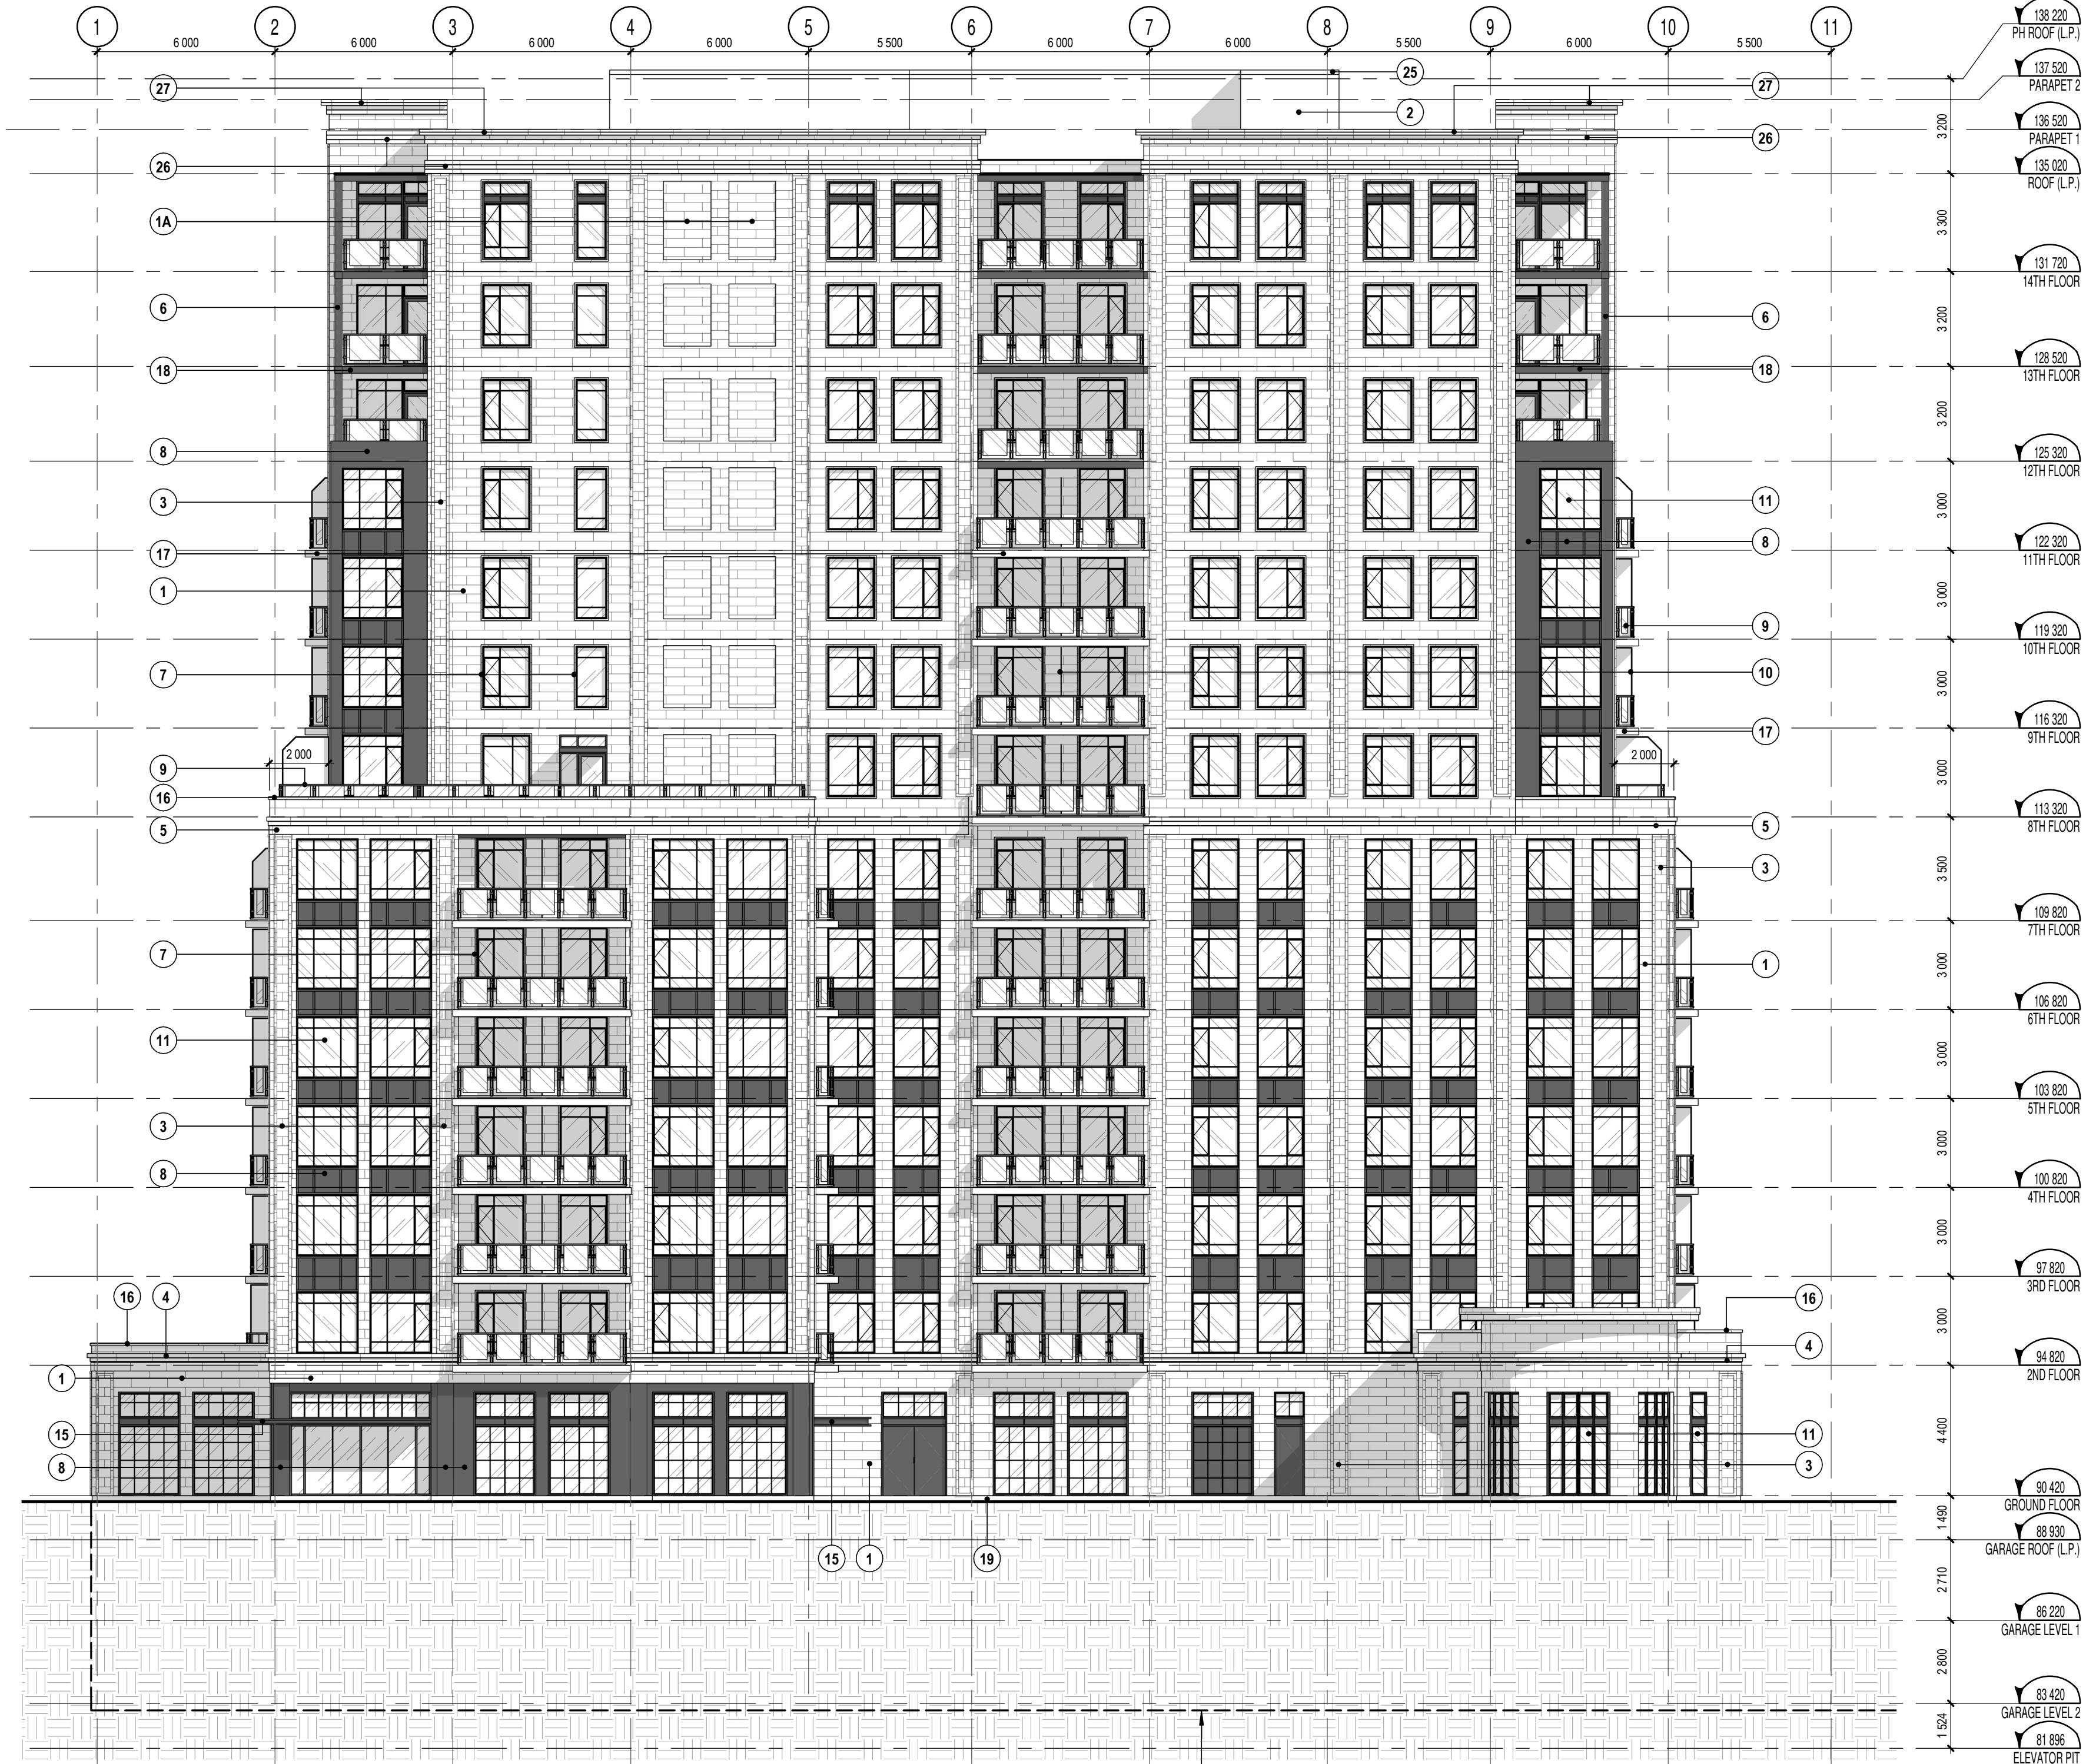 1 2 3 4 5 6 7 8 9 10 11
6 000 6 000 6 000 6 000 5 500 6 000 6 000 5 500 6 000 5 500
138 220
PH ROOF (L.P.)
25
137 520
PARAPET 2
27 27
2
3 200
136 520
PARAPET 1
26 26
135 020
ROOF (L.P.)
1A
3 300
131 720
14TH FLOOR
6 6
3 200
128 520
13TH FLOOR
18 18
3 200
8
125 320
12TH FLOOR
3 11
3 000
17 8
122 320
11TH FLOOR
1
3 000
9
119 320
10TH FLOOR
7 10
3 000
116 320
9TH FLOOR
17
2 000 2 000
9
3 000
16
113 320
8TH FLOOR
5 5
3
3 500
109 820
7TH FLOOR
7 1
3 000
106 820
6TH FLOOR
11
3 000
103 820
5TH FLOOR
3
3 000
8
100 820
4TH FLOOR
3 000
97 820
3RD FLOOR
16 4 16
3 000
4
94 820
2ND FLOOR
1
15 11
4 400
8 3
90 420
GROUND FLOOR
1 490
88 930
GARAGE ROOF (L.P.)
15 1 19
2 710
86 220
GARAGE LEVEL 1
2 800
83 420
GARAGE LEVEL 2
1 524
81 896
ELEVATOR PIT